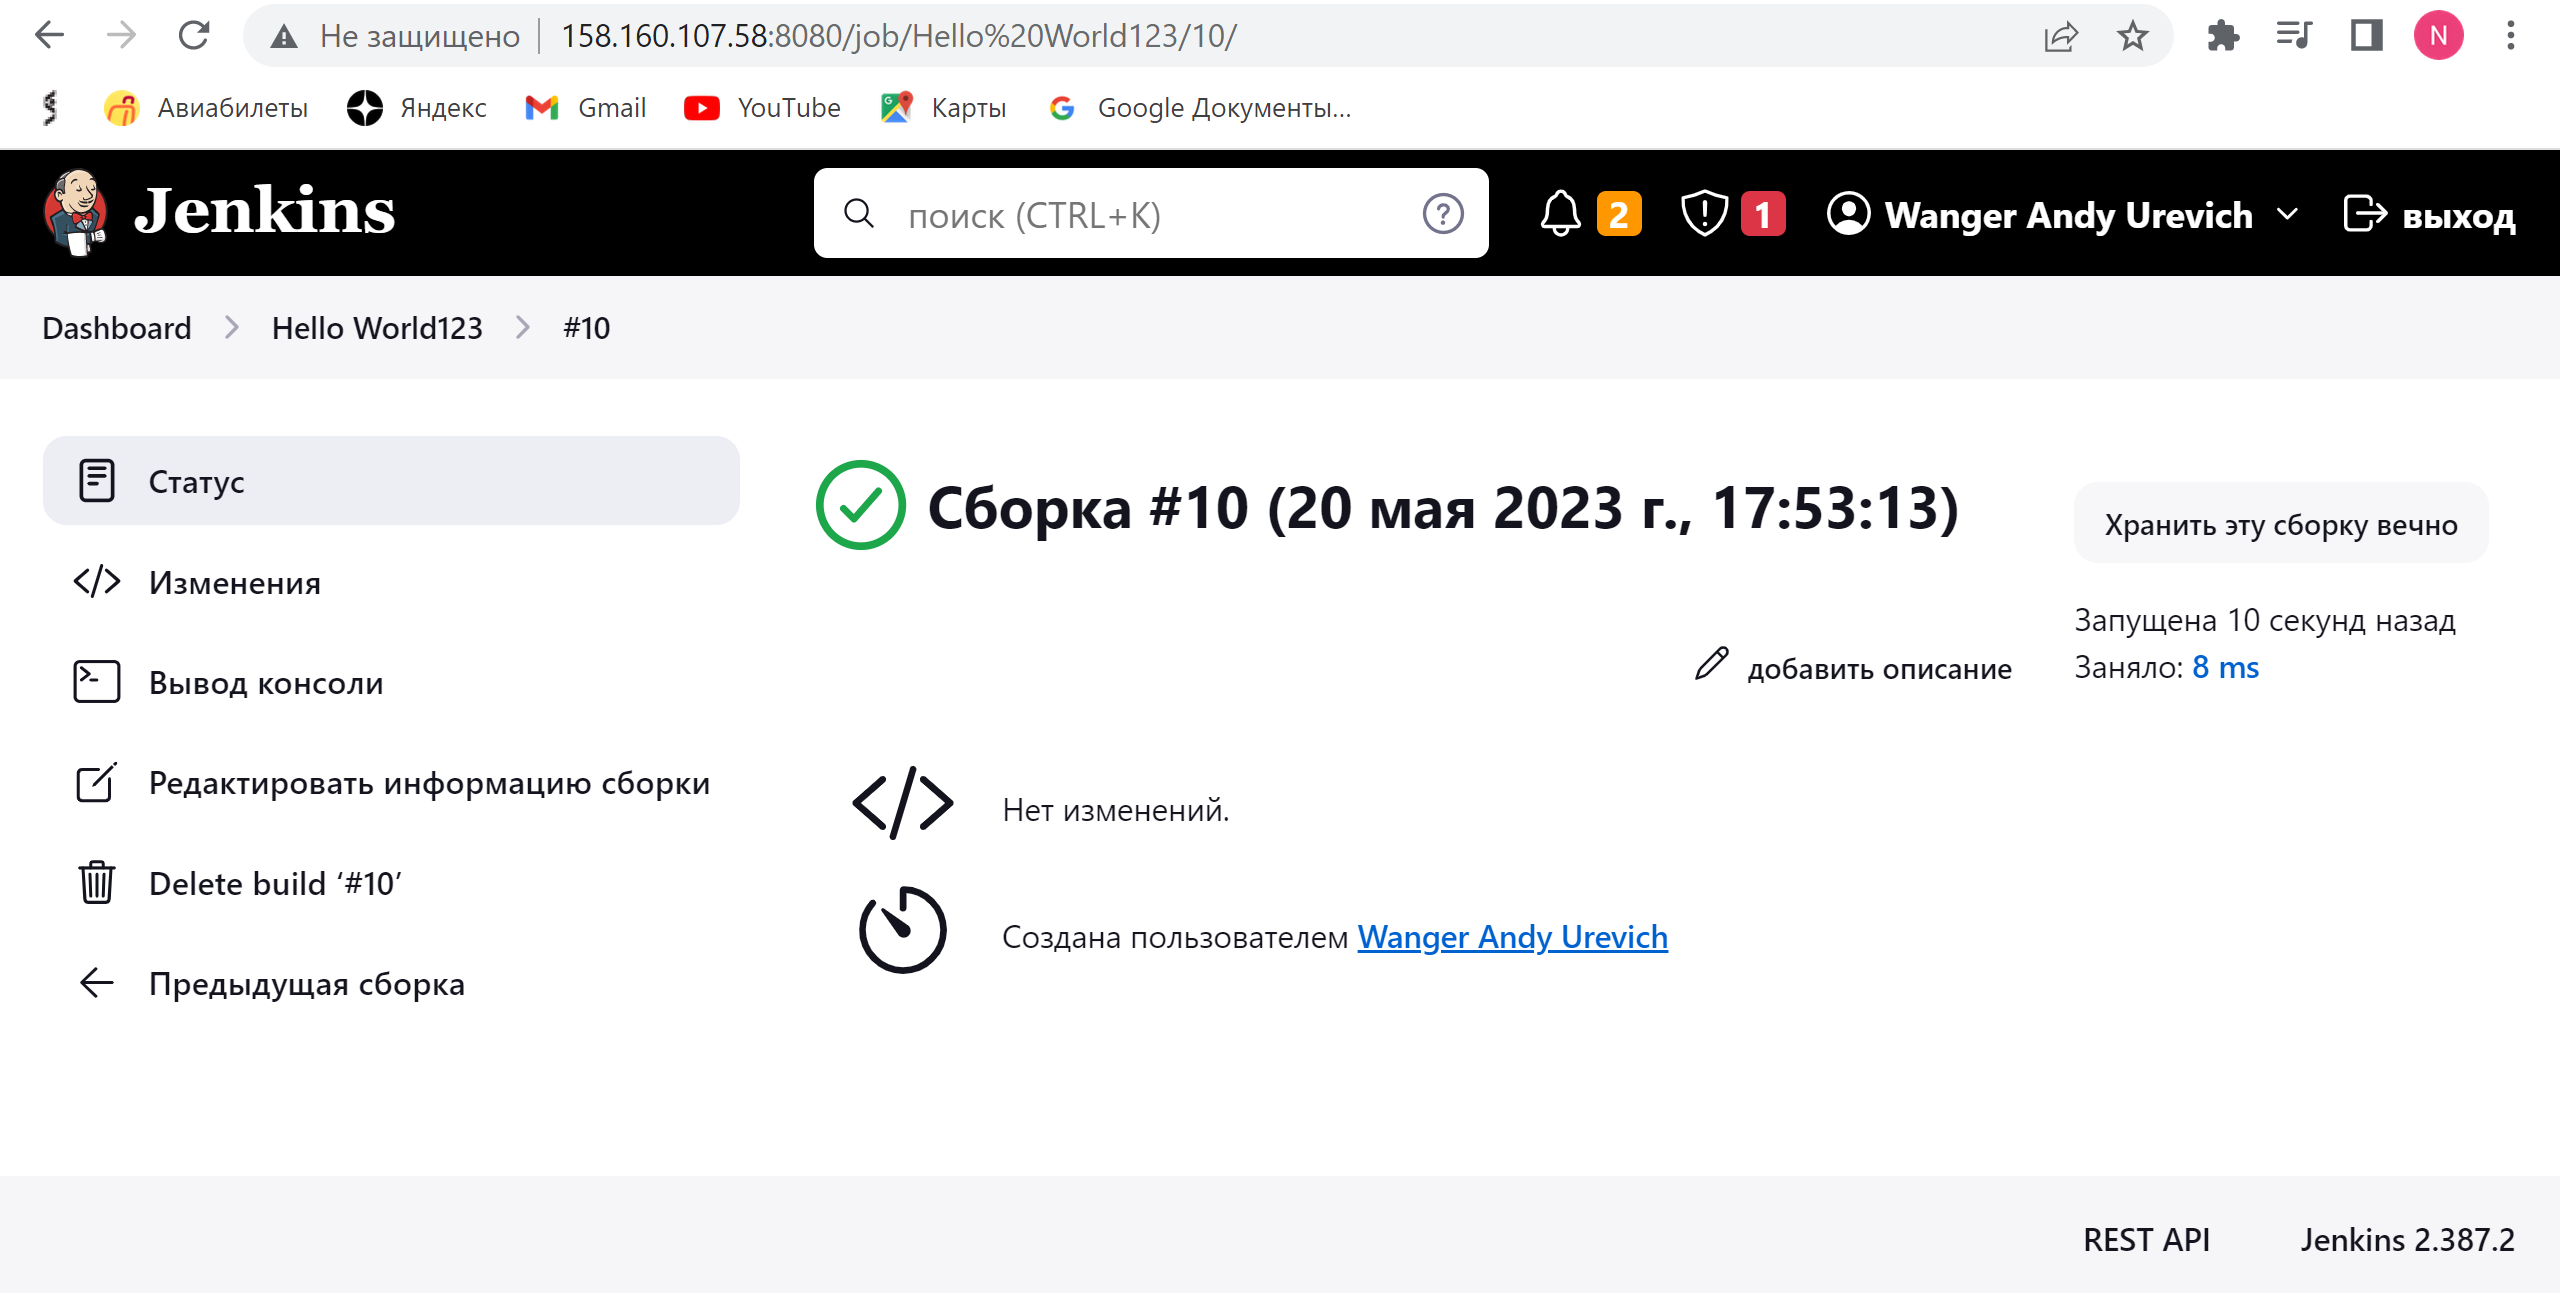 Не защищено 158.160.107.58:8080/job/Hello%20World123/10/ N
Авиабилеты Яндекс Gmail YouTube Карты Google Документы...
Jenkins поиск (CTRL+K) ? 2 1 Wanger Andy Urevich выход
Dashboard Hello World123 #10
Статус
Изменения
Вывод консоли
Редактировать информацию сборки
Delete build ‘#10’
Предыдущая сборка
Сборка #10 (20 мая 2023 г., 17:53:13)
Хранить эту сборку вечно
Запущена 10 секунд назад
Заняло: 8 ms
добавить описание
Нет изменений.
Создана пользователем Wanger Andy Urevich
REST API Jenkins 2.387.2